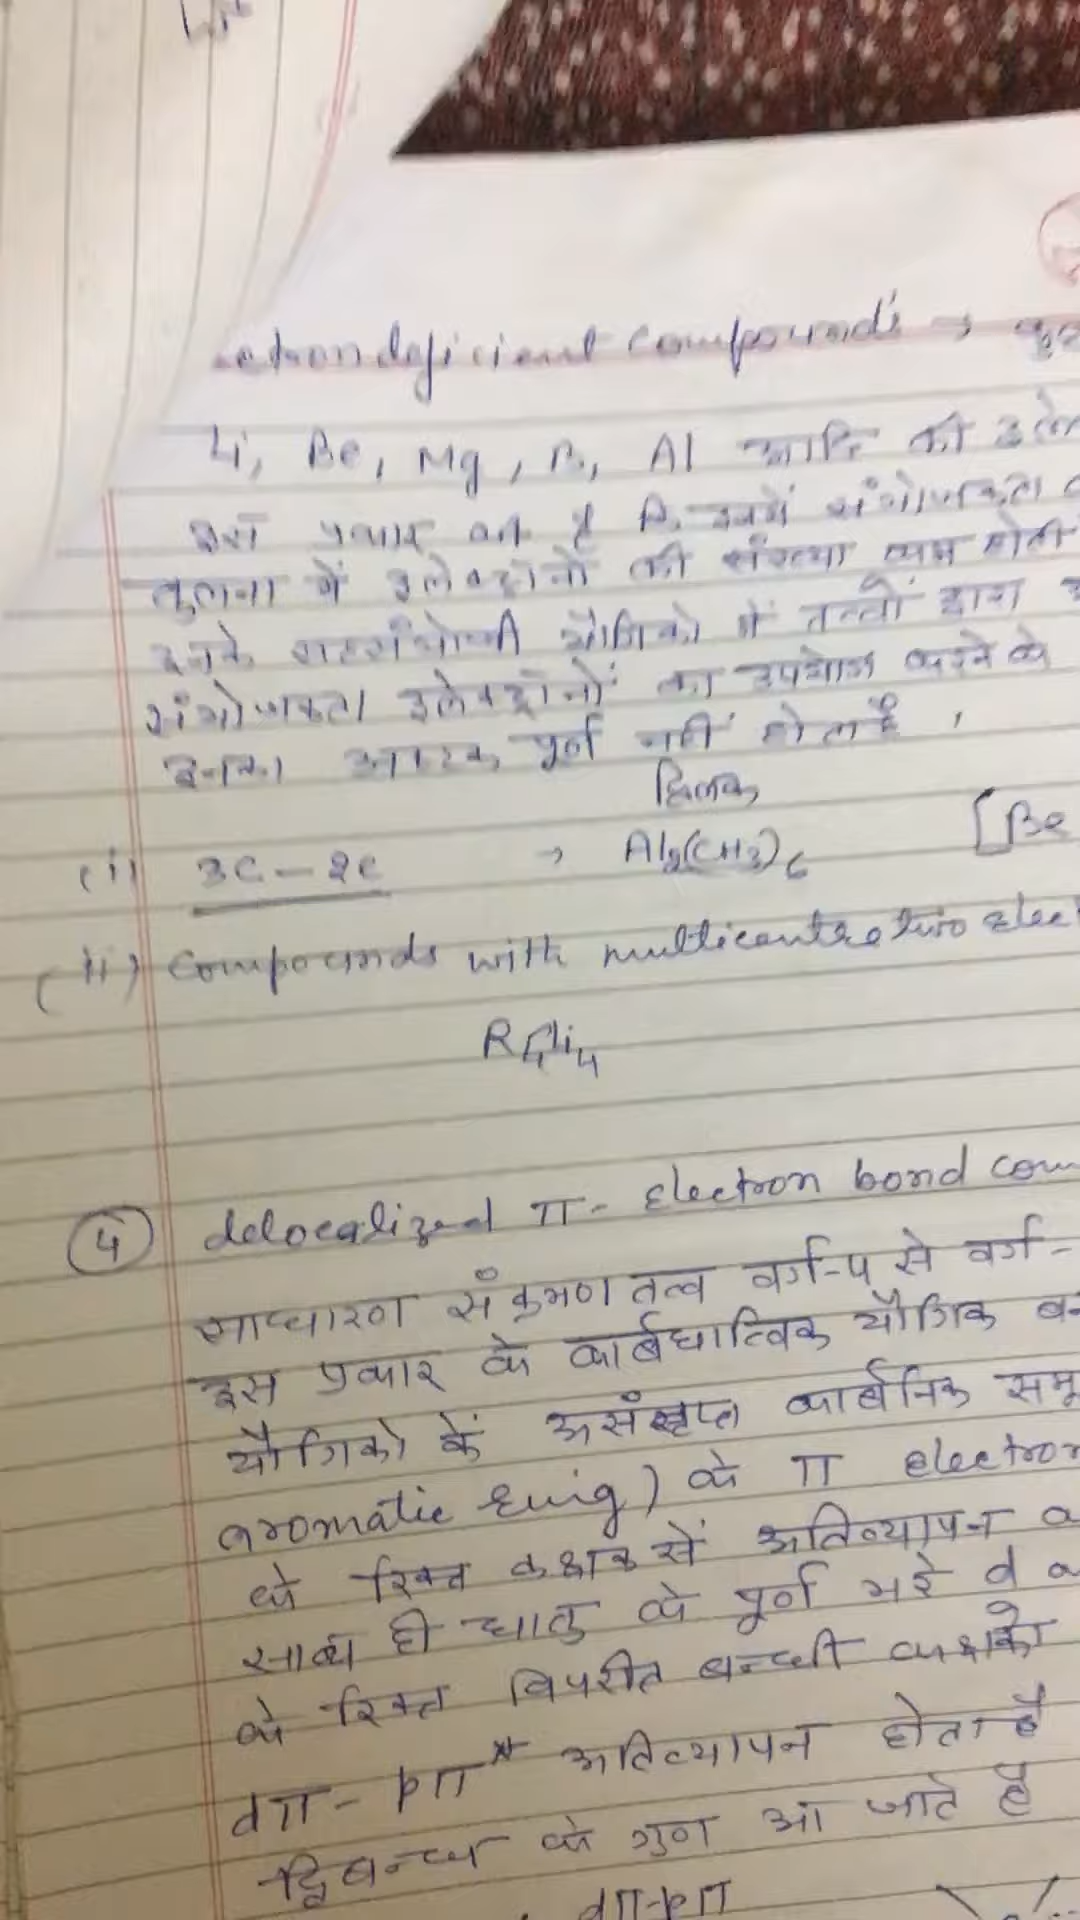 deficient compounds →
Li, Be, Mg, B, Al आदि की
इस प्रकार का है कि इनमें संयोजकता
तुलना में इलेक्ट्रॉनों की संख्या कम होती
इनके सहसंयोजी यौगिको में तत्वों द्वारा
संयोजकता इलेक्ट्रॉनों का उपयोग करने के
इनका अष्टक पूर्ण नहीं होता है ,
द्विलक
(i) 3C-2e → Al2(CH3)6 [Be
(ii) compounds with multicentre two elect
R4Li4
④ delocalized π- Electron bond com
साधारण संक्रमण तत्व वर्ग-4 से वर्ग-
इस प्रकार के कार्बधात्विक यौगिक
यौगिको के असंतृप्त कार्बनिक समू
aromatic ring) के π electron
के रिक्त कक्षक से अतिव्यापन
साथ ही धातु के पूर्ण भरे d
के रिक्त विपरीत बन्धी कक्षको
dπ-pπ* अतिव्यापन होता है
द्विबन्ध के गुण आ जाते है
dπ-pπ